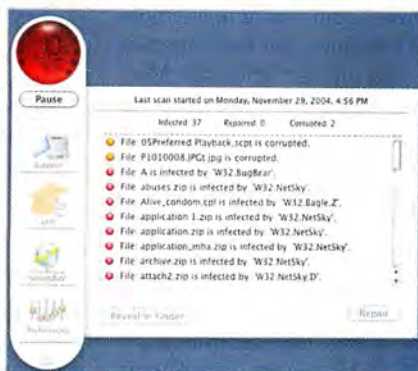 Pause
Last scan started on Monday, November 29, 2004, 4:56 PM
Infected: 37 Repaired: 0 Corrupted: 2
File: 05Preferred Playback.scpt is corrupted.
File: P1010008.JPGt.jpg is corrupted.
File: A is infected by 'W32.BugBear'.
File: abuses.zip is infected by 'W32.NetSky'.
File: Alive_condom.cpl is infected by 'W32.Bagle.Z'.
File: application 1.zip is infected by 'W32.NetSky'.
File: application.zip is infected by 'W32.NetSky'.
File: application_mha.zip is infected by 'W32.NetSky'.
File: archive.zip is infected by 'W32.NetSky'.
File: attach2.zip is infected by 'W32.NetSky.D'.
Reveal in Finder
Repair
Preferences